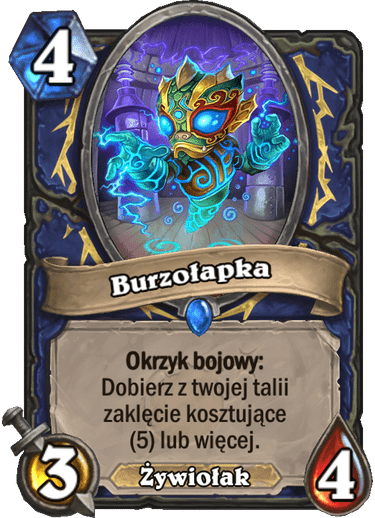 4
Burzołapka
Okrzyk bojowy:
Dobierz z twojej talii
zaklęcie kosztujące
(5) lub więcej.
3
Żywiołak
4